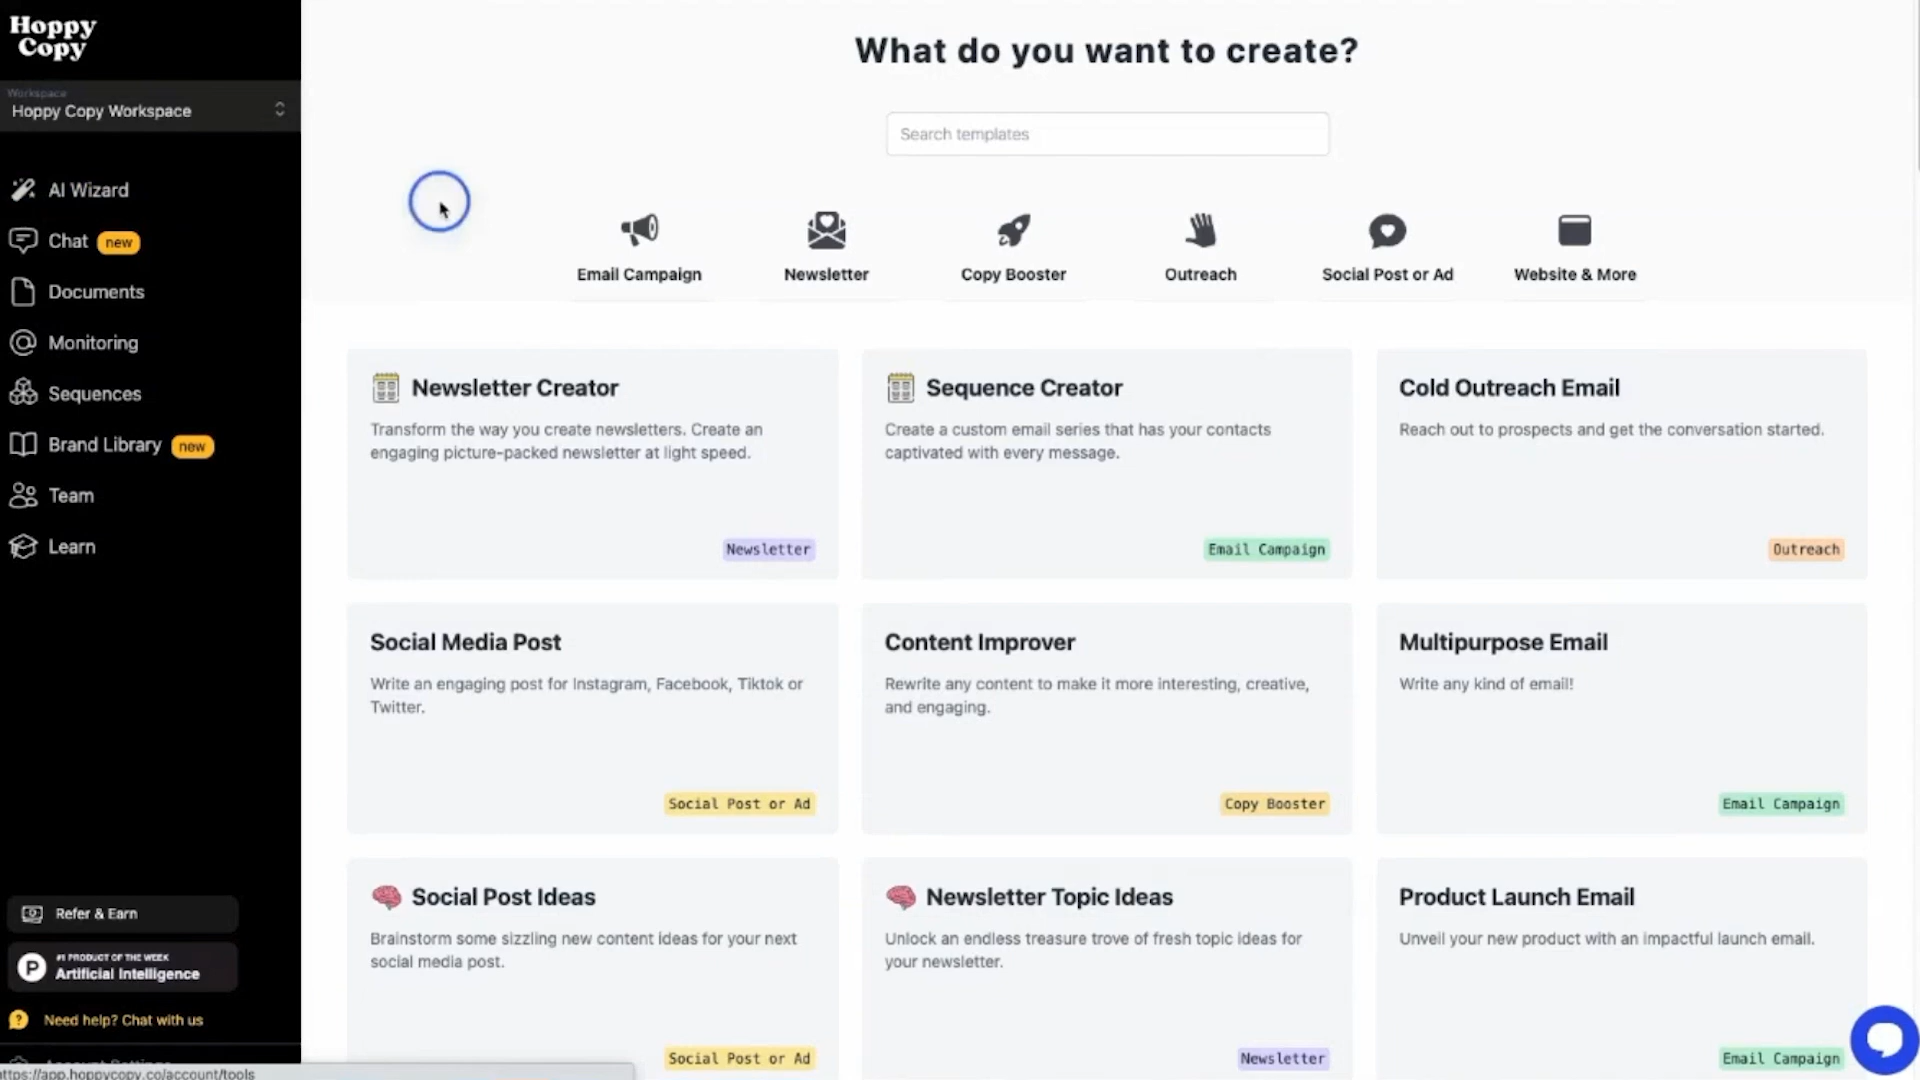 Hoppy
Copy
Workspace
Hoppy Copy Workspace
AI Wizard
Chat new
Documents
Monitoring
Sequences
Brand Library new
Team
Learn
Refer & Earn
P
#1 PRODUCT OF THE WEEK
Artificial Intelligence
? Need help? Chat with us
Account Settings
ttps://app.hoppycopy.co/account/tools
What do you want to create?
Search templates
Email Campaign
Newsletter
Copy Booster
Outreach
Social Post or Ad
Website & More
Newsletter Creator
Transform the way you create newsletters. Create an
engaging picture-packed newsletter at light speed.
Newsletter
Sequence Creator
Create a custom email series that has your contacts
captivated with every message.
Email Campaign
Cold Outreach Email
Reach out to prospects and get the conversation started.
Outreach
Social Media Post
Write an engaging post for Instagram, Facebook, Tiktok or
Twitter.
Social Post or Ad
Content Improver
Rewrite any content to make it more interesting, creative,
and engaging.
Copy Booster
Multipurpose Email
Write any kind of email!
Email Campaign
Social Post Ideas
Brainstorm some sizzling new content ideas for your next
social media post.
Social Post or Ad
Newsletter Topic Ideas
Unlock an endless treasure trove of fresh topic ideas for
your newsletter.
Newsletter
Product Launch Email
Unveil your new product with an impactful launch email.
Email Campaign